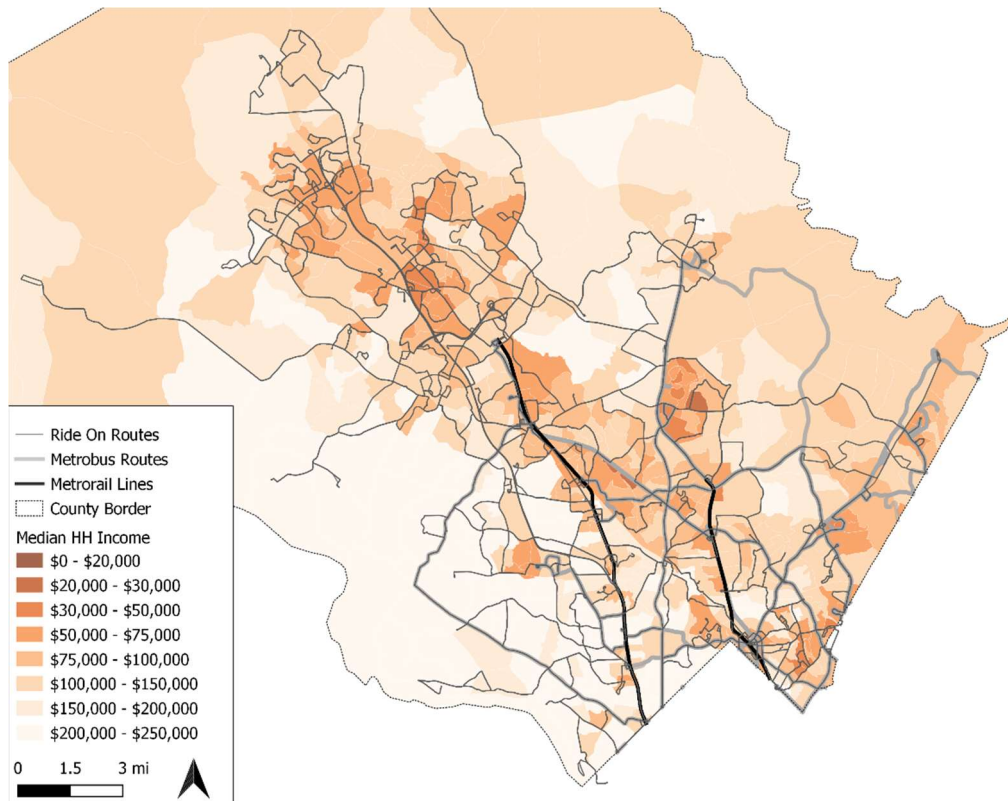 Ride On Routes
Metrobus Routes
Metrorail Lines
County Border
Median HH Income
$0 - $20,000
$20,000 - $30,000
$30,000 - $50,000
$50,000 - $75,000
$75,000 - $100,000
$100,000 - $150,000
$150,000 - $200,000
$200,000 - $250,000
0 1.5 3 mi